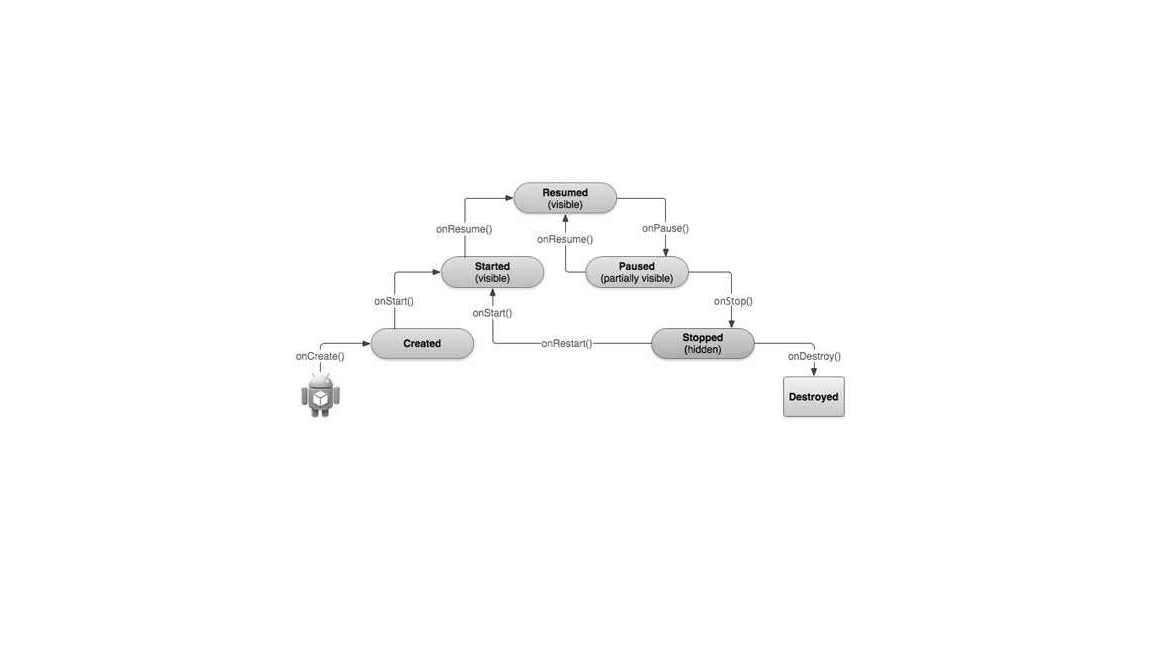 Resumed
(visible)
onResume()
onPause()
onResume()
Started
(visible)
Paused
(partially visible)
onStart()
onStop()
onStart()
Created
onRestart()
Stopped
(hidden)
onCreate()
onDestroy()
Destroyed